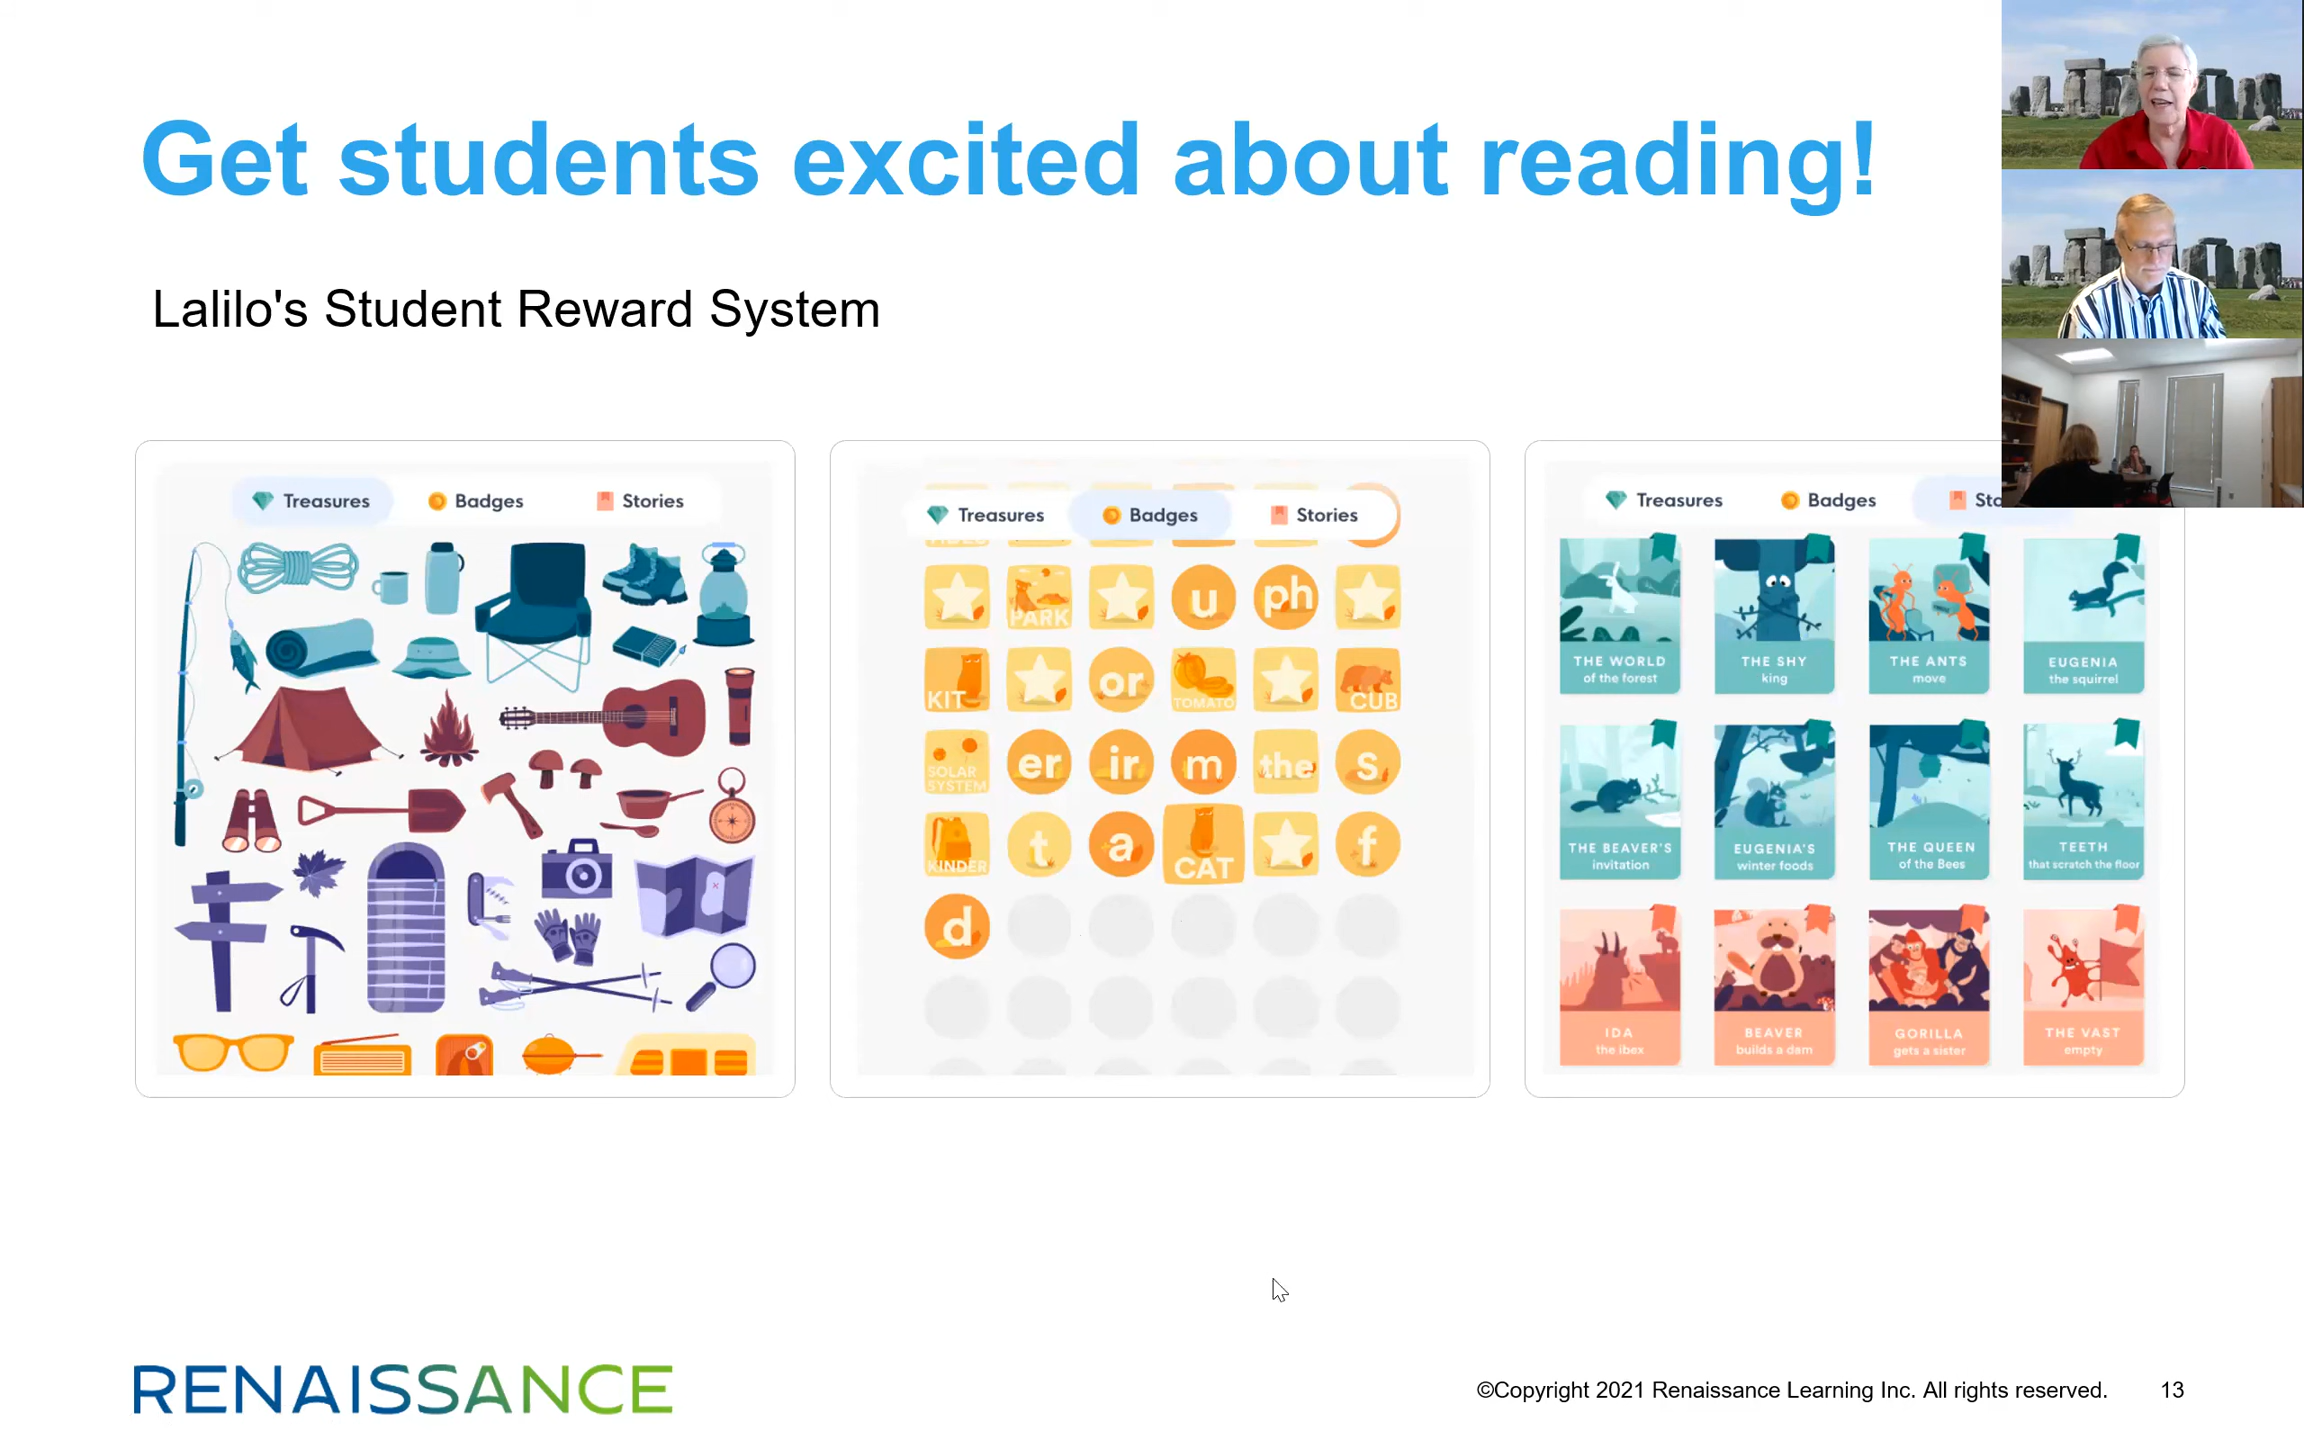 Get students excited about reading!
Lalilo's Student Reward System
Treasures Badges Stories
Treasures Badges Stories
PARK u ph
KIT or TOMATO CUB
SOLAR SYSTEM er ir m the s
KINDER t a CAT f
d
Treasures Badges Sto
THE WORLD of the forest
THE SHY king
THE ANTS move
EUGENIA the squirrel
THE BEAVER'S invitation
EUGENIA'S winter foods
THE QUEEN of the Bees
TEETH that scratch the floor
IDA the ibex
BEAVER builds a dam
GORILLA gets a sister
THE VAST empty
RENAISSANCE
©Copyright 2021 Renaissance Learning Inc. All rights reserved. 13